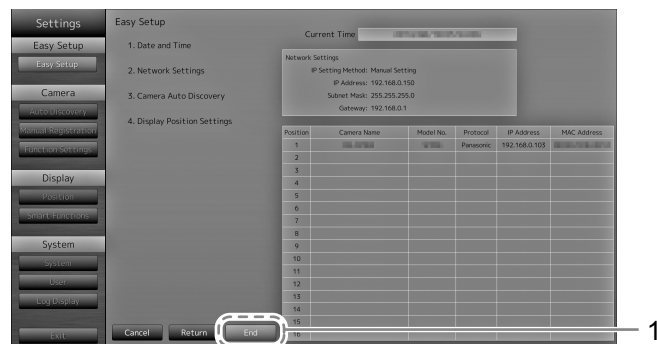 Settings
Easy Setup
Easy Setup
Camera
Auto Discovery
Manual Registration
Function Settings
Display
Position
Smart Functions
System
System
User
Log Display
Exit
Easy Setup
1. Date and Time
2. Network Settings
3. Camera Auto Discovery
4. Display Position Settings
Cancel Return End
Current Time
Network Settings
IP Setting Method: Manual Setting
IP Address: 192.168.0.150
Subnet Mask: 255.255.255.0
Gateway: 192.168.0.1
Position Camera Name Model No. Protocol IP Address MAC Address
1 Panasonic 192.168.0.103
2
3
4
5
6
7
8
9
10
11
12
13
14
15
16
1